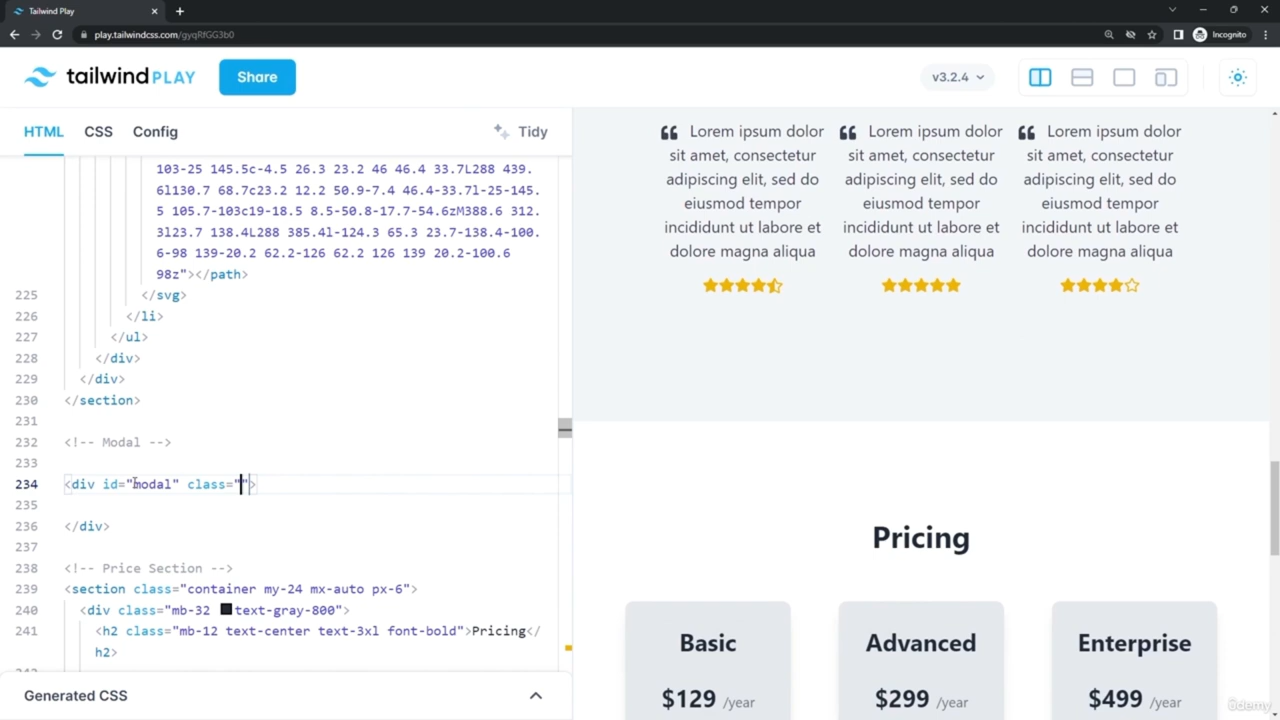 Tailwind Play
play.tailwindcss.com/gyqRfGG3b0
Incognito
tailwind PLAY
Share
v3.2.4
HTML CSS Config
Tidy
103-25 145.5c-4.5 26.3 23.2 46 46.4 33.7L288 439.
6l130.7 68.7c23.2 12.2 50.9-7.4 46.4-33.7l-25-145.
5 105.7-103c19-18.5 8.5-50.8-17.7-54.6zM388.6 312.
3l23.7 138.4L288 385.4l-124.3 65.3 23.7-138.4-100.
6-98 139-20.2 62.2-126 62.2 126 139 20.2-100.6
98z"></path>
225 </svg>
226 </li>
227 </ul>
228 </div>
229 </div>
230 </section>
231
232 <!-- Modal -->
233
234 <div id="modal" class="">
235
236 </div>
237
238 <!-- Price Section -->
239 <section class="container my-24 mx-auto px-6">
240 <div class="mb-32 text-gray-800">
241 <h2 class="mb-12 text-center text-3xl font-bold">Pricing</
h2>
Generated CSS
Lorem ipsum dolor
sit amet, consectetur
adipiscing elit, sed do
eiusmod tempor
incididunt ut labore et
dolore magna aliqua
Lorem ipsum dolor
sit amet, consectetur
adipiscing elit, sed do
eiusmod tempor
incididunt ut labore et
dolore magna aliqua
Lorem ipsum dolor
sit amet, consectetur
adipiscing elit, sed do
eiusmod tempor
incididunt ut labore et
dolore magna aliqua
Pricing
Basic
$129 /year
Advanced
$299 /year
Enterprise
$499 /year
ûdemy